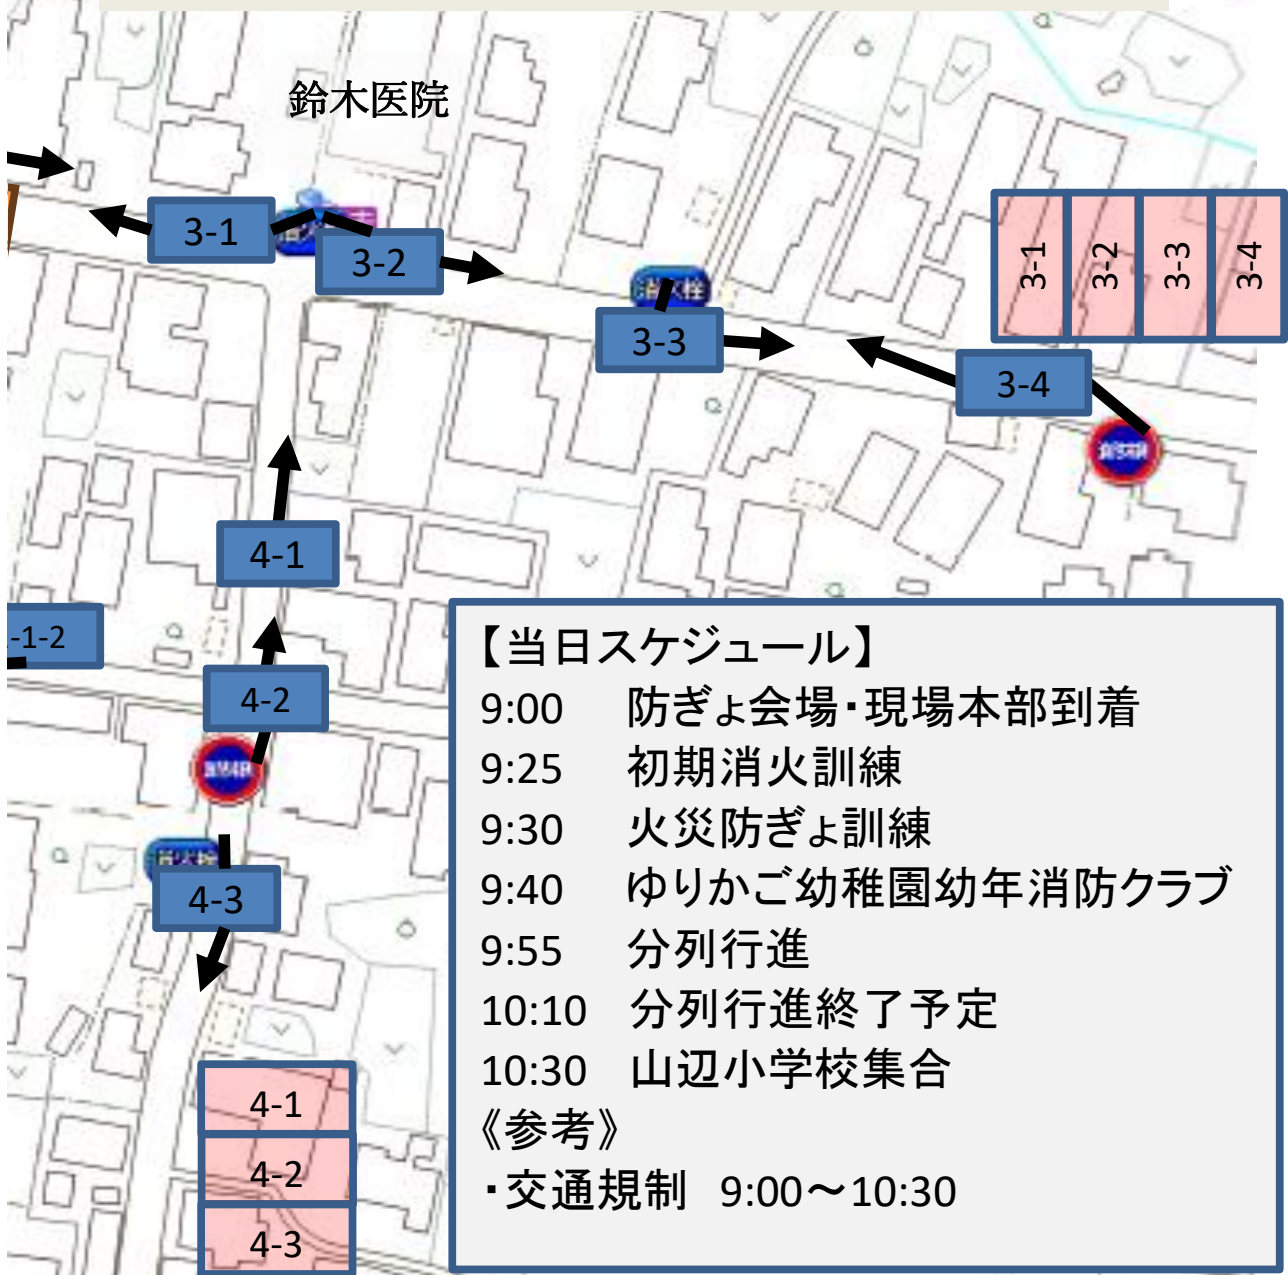 鈴木医院
3-1
3-2
消火栓
3-3
3-4
3-1
3-2
3-3
3-4
4-1
-1-2
4-2
4-3
4-1
4-2
4-3
【当日スケジュール】
9:00 防ぎょ会場・現場本部到着
9:25 初期消火訓練
9:30 火災防ぎょ訓練
9:40 ゆりかご幼稚園幼年消防クラブ
9:55 分列行進
10:10 分列行進終了予定
10:30 山辺小学校集合
《参考》
・交通規制 9:00～10:30